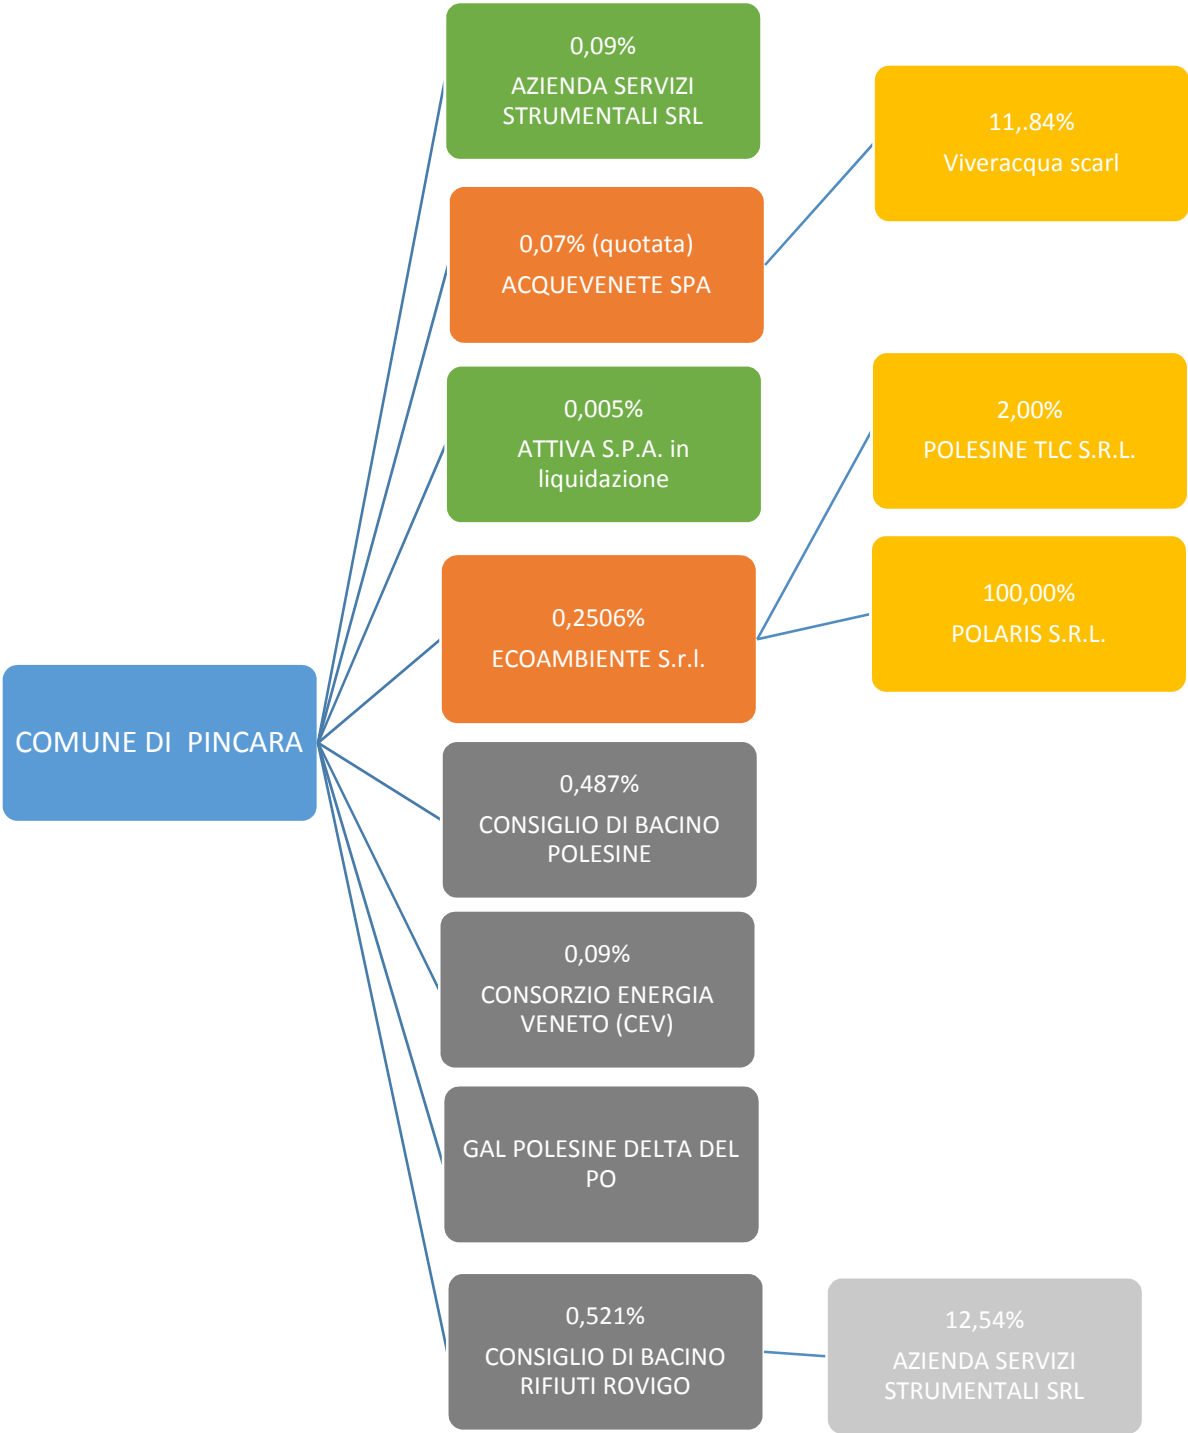 0,09%
AZIENDA SERVIZI
STRUMENTALI SRL
11,.84%
Viveracqua scarl
0,07% (quotata)
ACQUEVENETE SPA
0,005%
ATTIVA S.P.A. in
liquidazione
2,00%
POLESINE TLC S.R.L.
0,2506%
ECOAMBIENTE S.r.l.
100,00%
POLARIS S.R.L.
COMUNE DI  PINCARA
0,487%
CONSIGLIO DI BACINO
POLESINE
0,09%
CONSORZIO ENERGIA
VENETO (CEV)
GAL POLESINE DELTA DEL
PO
0,521%
CONSIGLIO DI BACINO
RIFIUTI ROVIGO
12,54%
AZIENDA SERVIZI
STRUMENTALI SRL